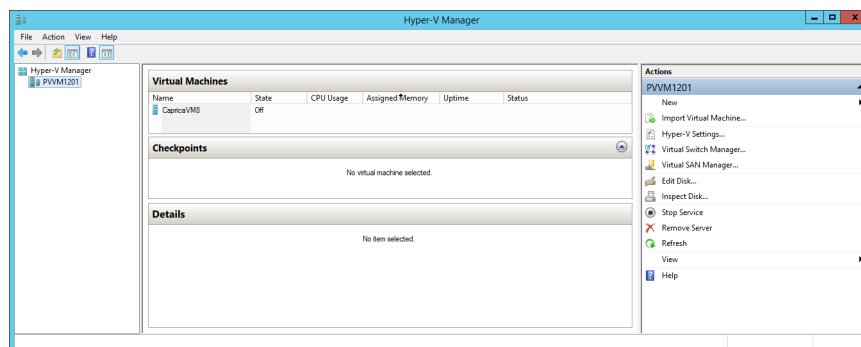 Hyper-V Manager
File Action View Help
Hyper-V Manager
PVVM1201
Virtual Machines
Name State CPU Usage Assigned Memory Uptime Status
CapricaVM8 Off
Checkpoints
No virtual machine selected.
Details
No item selected.
Actions
PVVM1201
New
Import Virtual Machine...
Hyper-V Settings...
Virtual Switch Manager...
Virtual SAN Manager...
Edit Disk...
Inspect Disk...
Stop Service
Remove Server
Refresh
View
Help